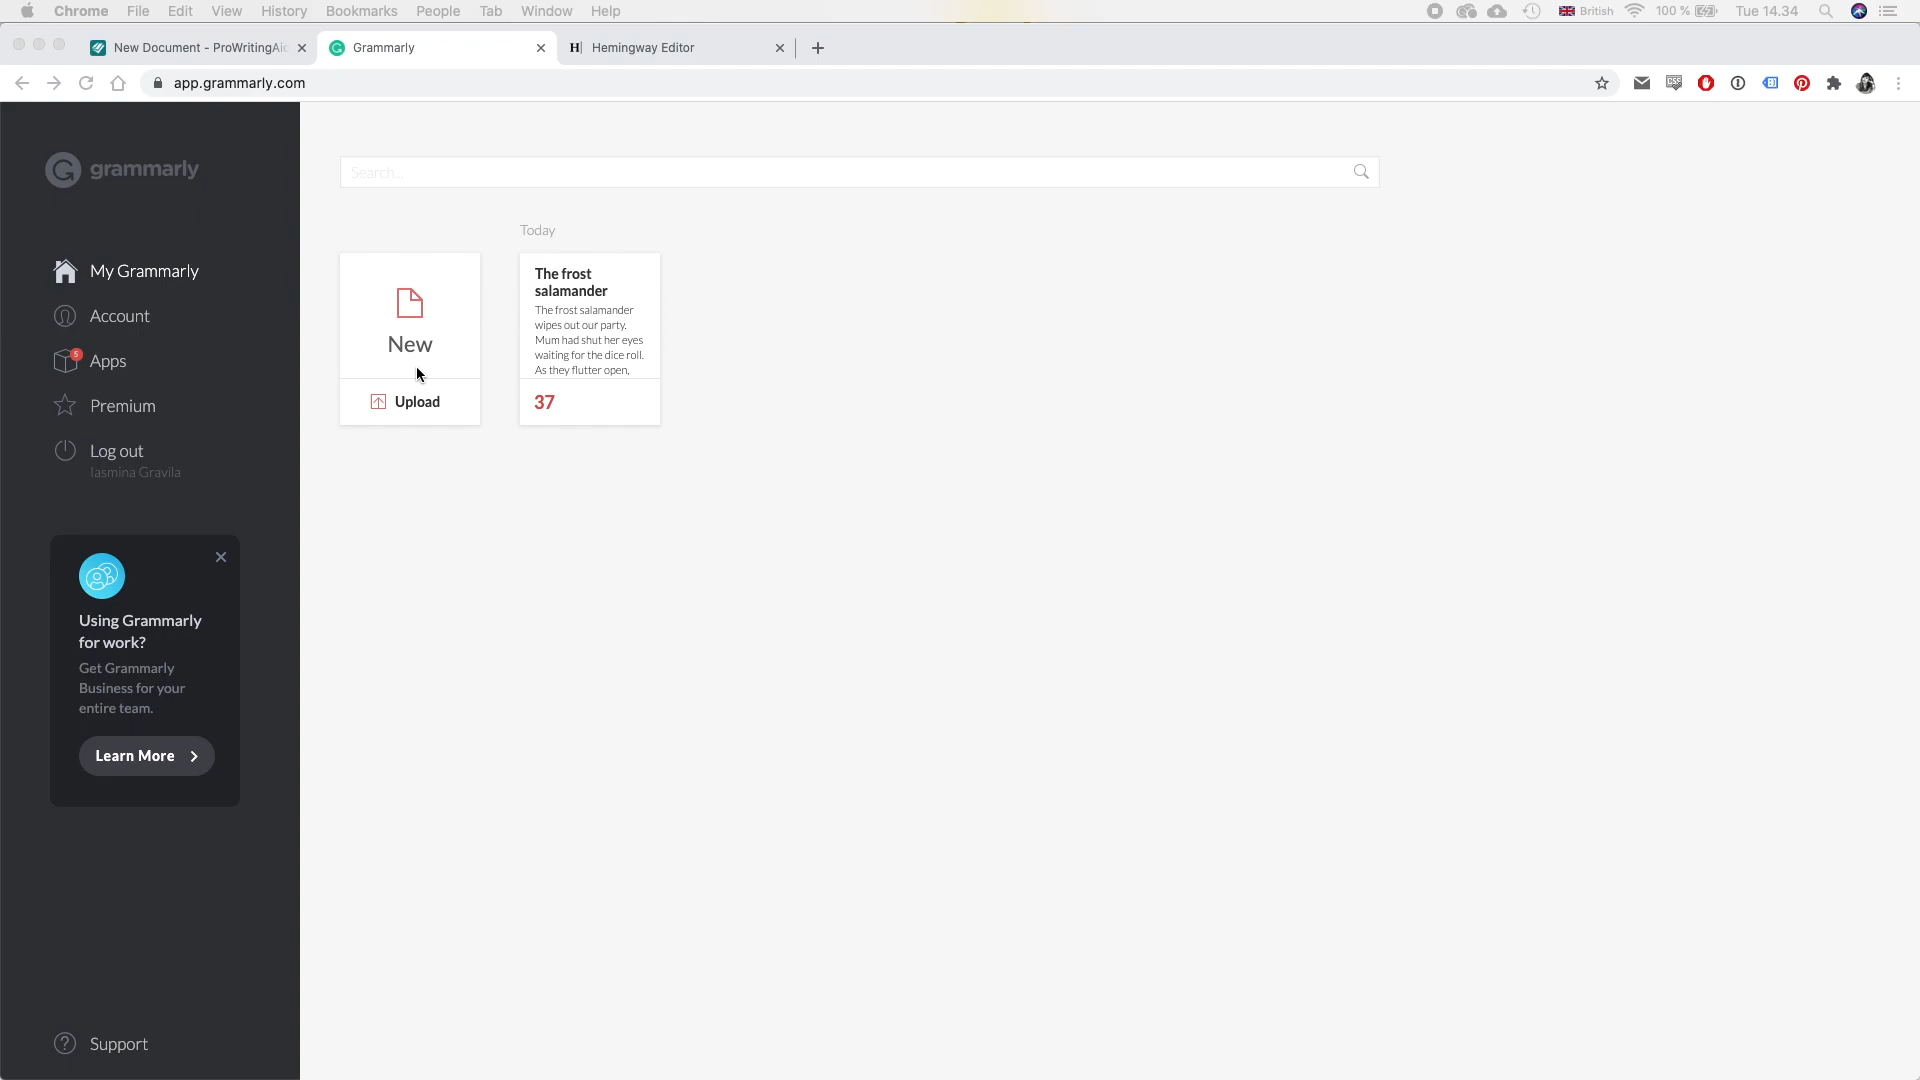 Chrome File Edit View History Bookmarks People Tab Window Help British 100 % Tue 14.34
New Document - ProWritingAi
Grammarly
H Hemingway Editor
app.grammarly.com
grammarly
Search...
Today
My Grammarly
Account
5
Apps
Premium
Log out
Iasmina Gravila
New
Upload
The frost
salamander
The frost salamander
wipes out our party.
Mum had shut her eyes
waiting for the dice roll.
As they flutter open,
37
Using Grammarly
for work?
Get Grammarly
Business for your
entire team.
Learn More
Support